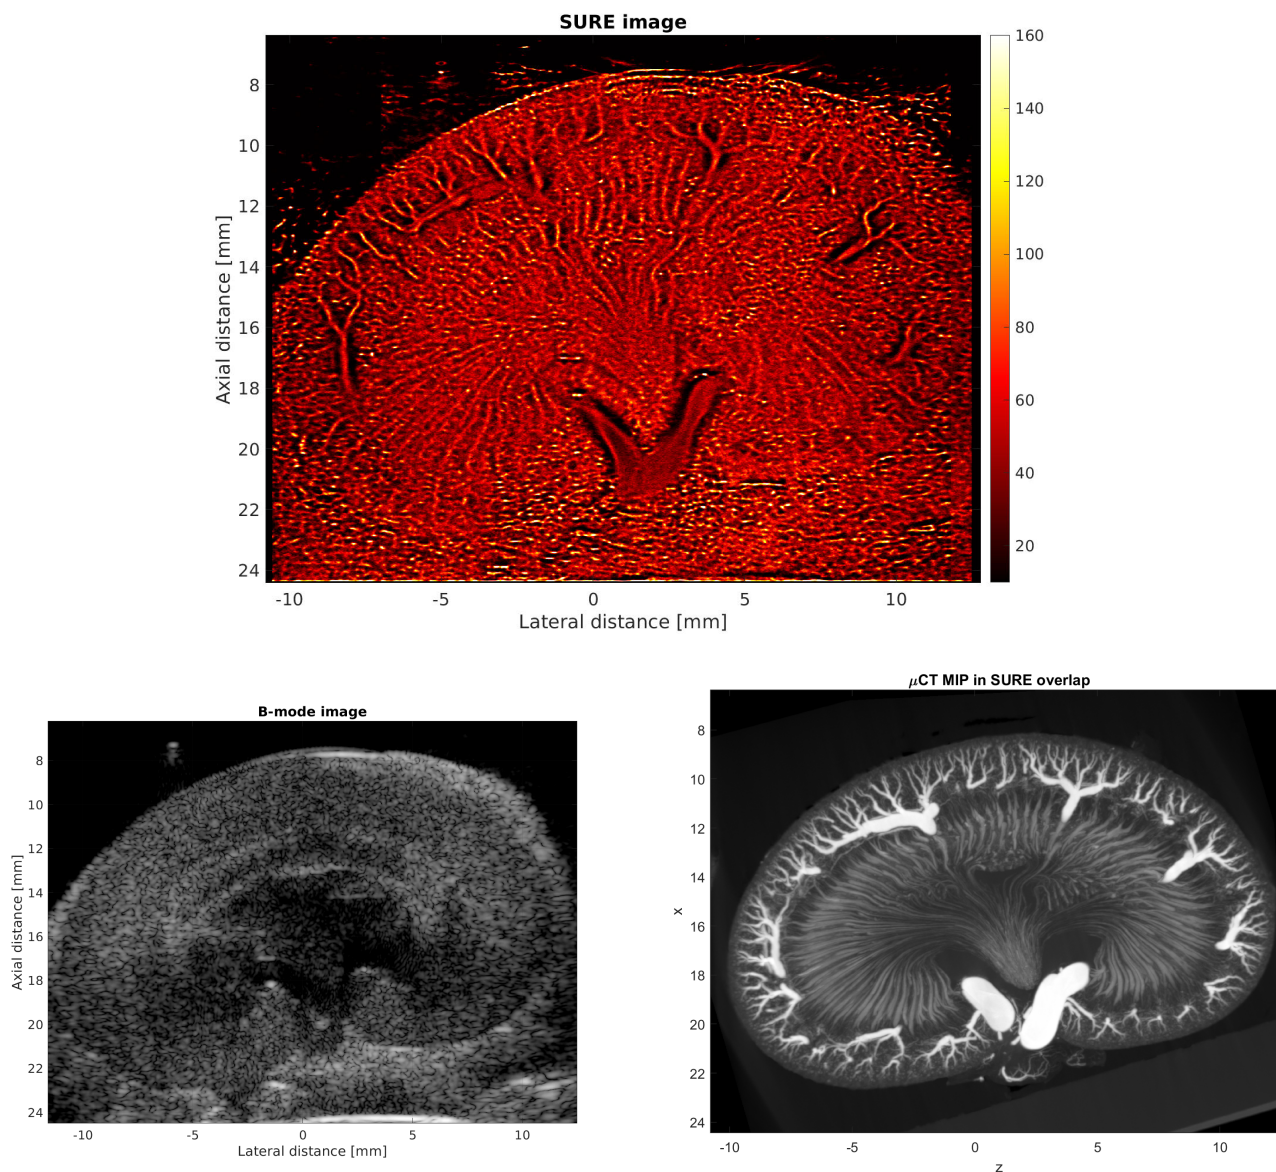 SURE image
8
10
12
14
16
18
20
22
24
Axial distance [mm]
-10 -5 0 5 10
Lateral distance [mm]
160
140
120
100
80
60
40
20
B-mode image
8
10
12
14
16
18
20
22
24
Axial distance [mm]
-10 -5 0 5 10
Lateral distance [mm]
μCT MIP in SURE overlap
8
10
12
14
16
18
20
22
24
x
-10 -5 0 5 10
z